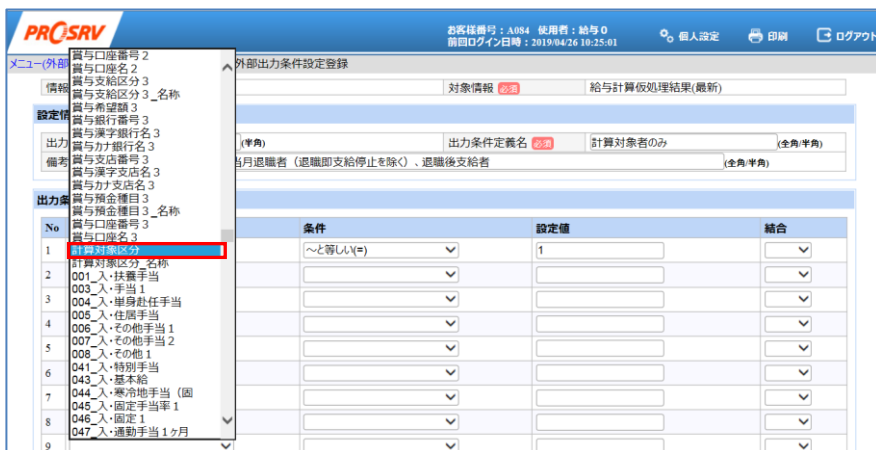 PROSRV
お客様番号：A084 使用者：給与0
前回ログイン日時：2019/04/26 10:25:01
個人設定
印刷
ログアウト
メニュー(外部
外部出力条件設定登録
情報
対象情報 必須
給与計算仮処理結果(最新)
設定情
出力
(半角)
出力条件定義名 必須
計算対象者のみ
(全角/半角)
備考
当月退職者（退職即支給停止を除く）、退職後支給者
(全角/半角)
出力条
No
条件
設定値
結合
1
～と等しい(=)
1
2
3
4
5
6
7
8
9
賞与口座番号2
賞与口座名2
賞与支給区分3
賞与支給区分3_名称
賞与希望額3
賞与銀行番号3
賞与漢字銀行名3
賞与カナ銀行名3
賞与支店番号3
賞与漢字支店名3
賞与カナ支店名3
賞与預金種目3
賞与預金種目3_名称
賞与口座番号3
賞与口座名3
計算対象区分
計算対象区分_名称
001_入・扶養手当
003_入・手当1
004_入・単身赴任手当
005_入・住居手当
006_入・その他手当1
007_入・その他手当2
008_入・その他1
041_入・特別手当
043_入・基本給
044_入・寒冷地手当（固
045_入・固定手当率1
046_入・固定1
047_入・通勤手当1ヶ月